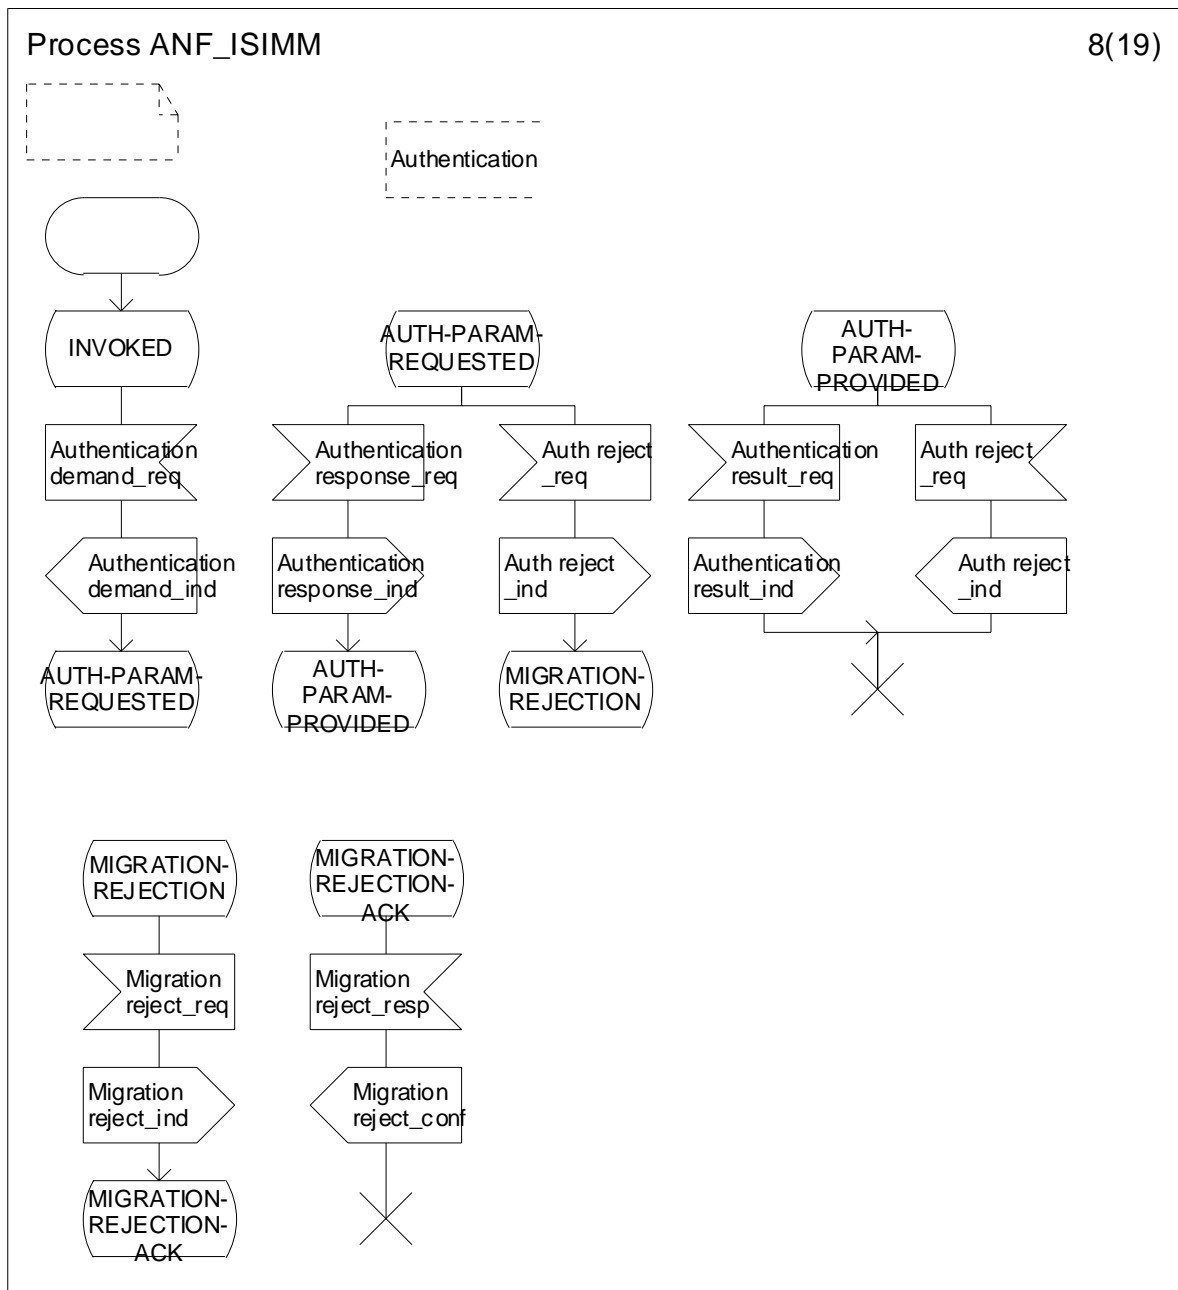 Process ANF_ISIMM
8(19)
Authentication
INVOKED
AUTH-PARAM-
REQUESTED
AUTH-
PARAM-
PROVIDED
Authentication
demand_req
Authentication
response_req
Auth reject
_req
Authentication
result_req
Auth reject
_req
Authentication
demand_ind
Authentication
response_ind
Auth reject
_ind
Authentication
result_ind
Auth reject
_ind
AUTH-PARAM-
REQUESTED
AUTH-
PARAM-
PROVIDED
MIGRATION-
REJECTION
MIGRATION-
REJECTION
MIGRATION-
REJECTION-
ACK
Migration
reject_req
Migration
reject_resp
Migration
reject_ind
Migration
reject_conf
MIGRATION-
REJECTION-
ACK